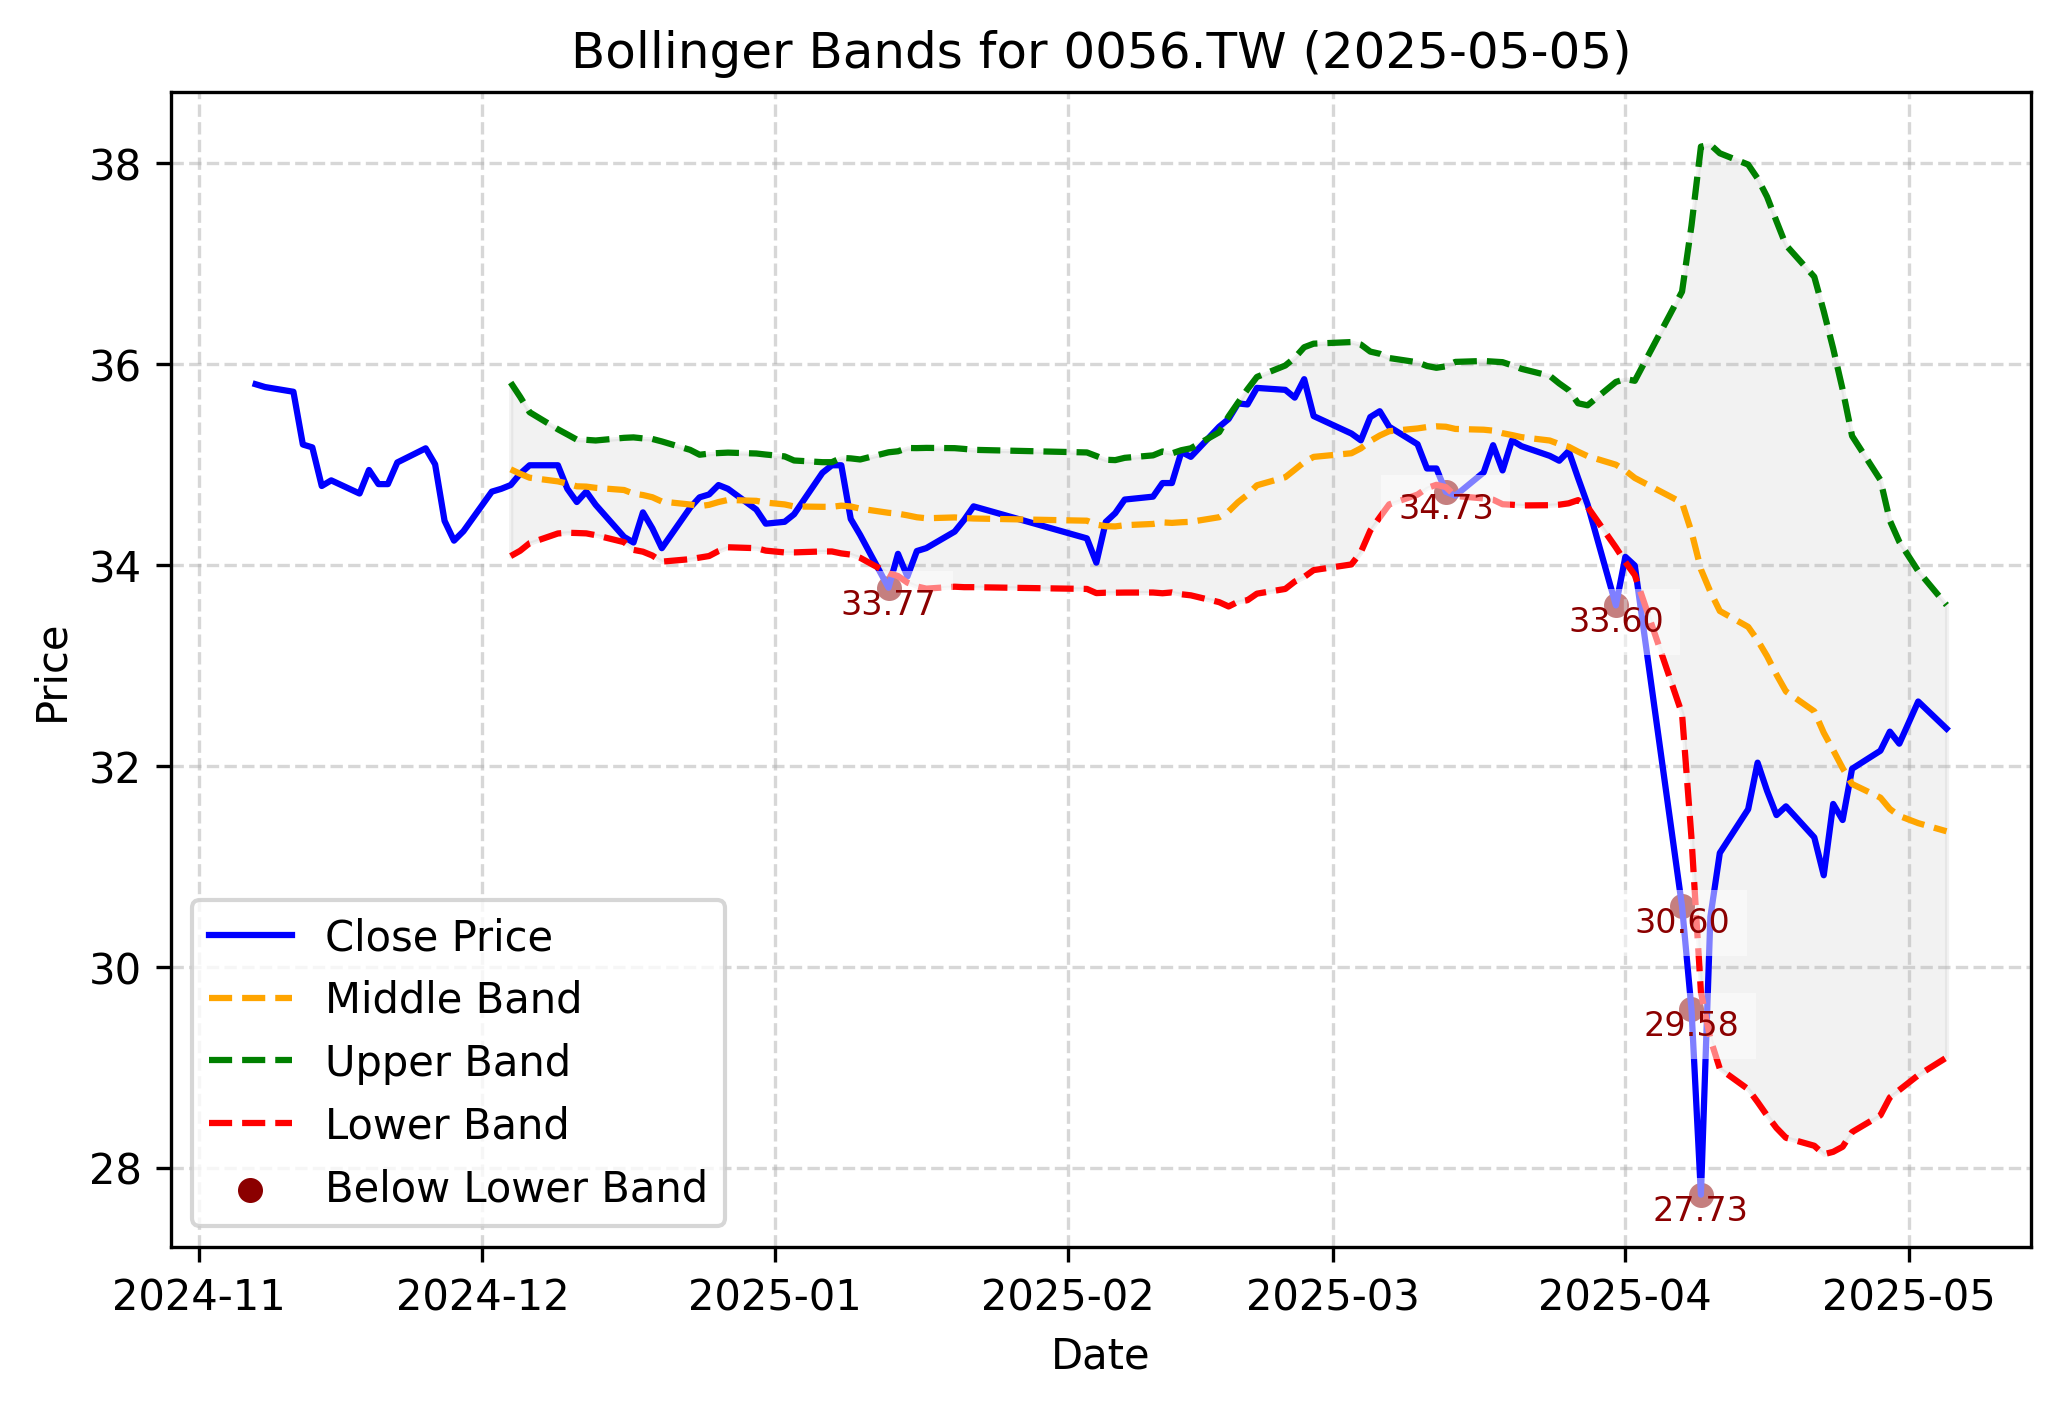 Bollinger Bands for 0056.TW (2025-05-05)
Price
38
36
34
32
30
28
34.73
33.77
33.60
30.60
29.58
27.73
Close Price
Middle Band
Upper Band
Lower Band
Below Lower Band
2024-11 2024-12 2025-01 2025-02 2025-03 2025-04 2025-05
Date